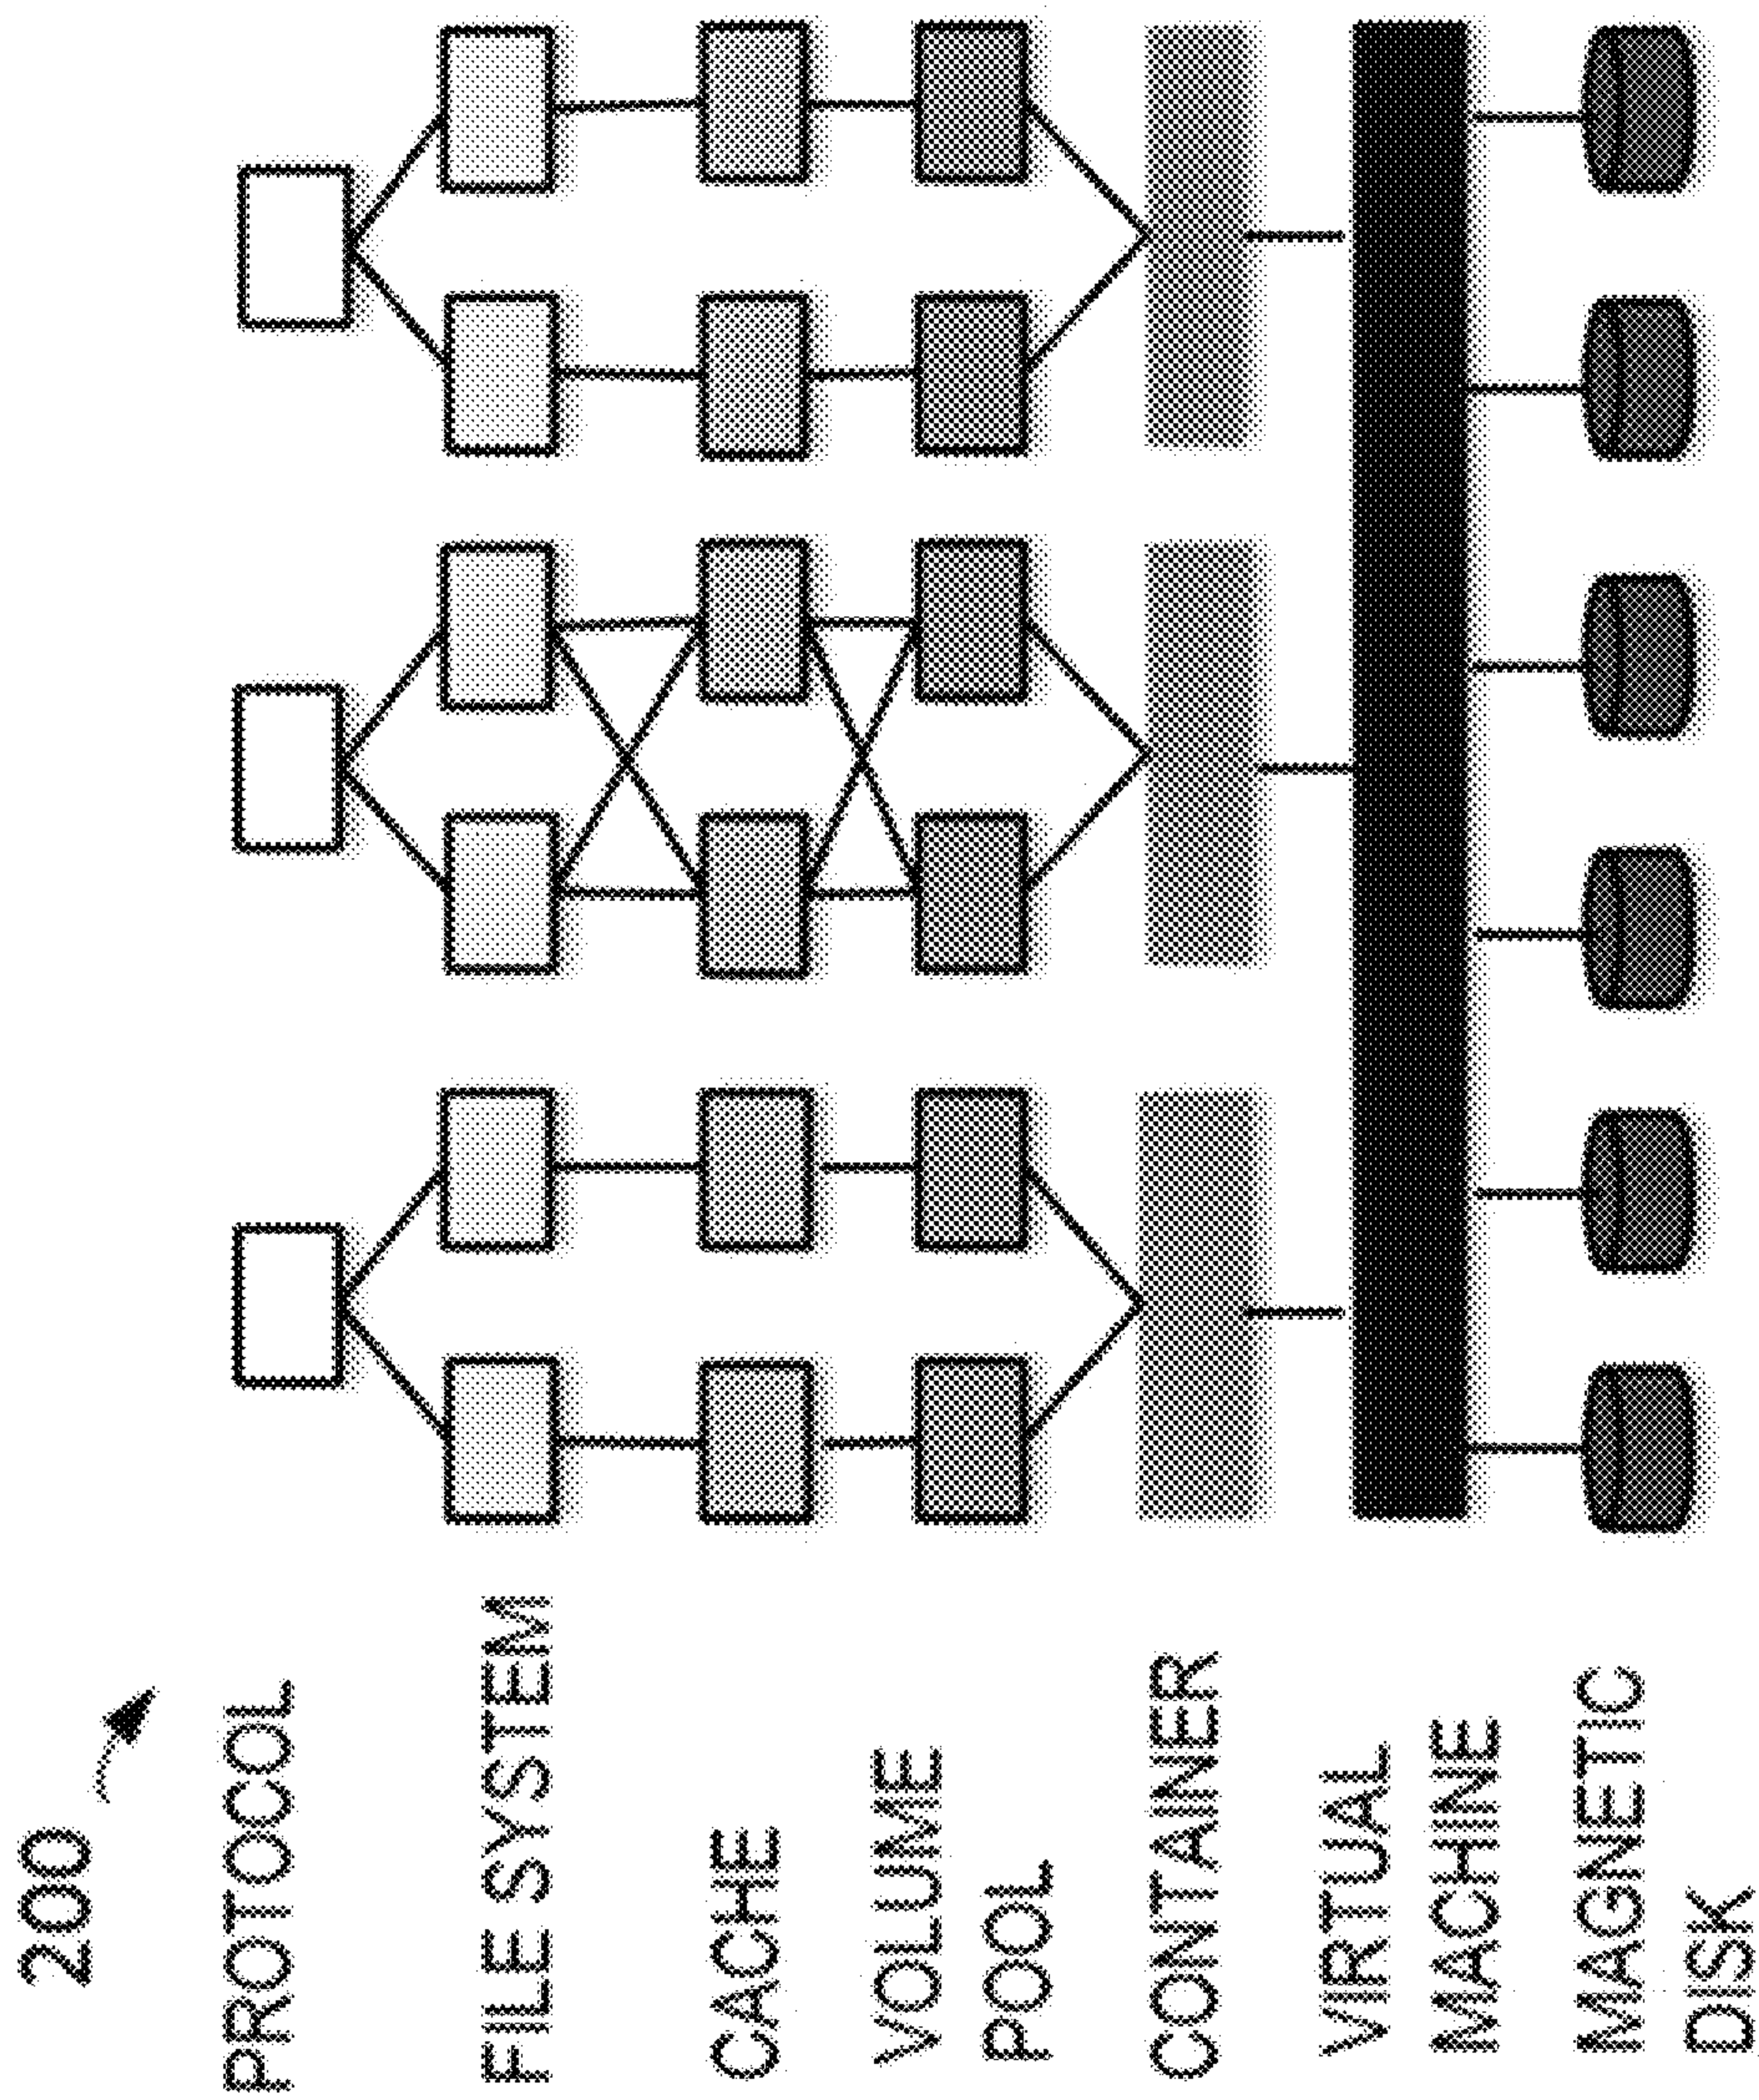 200
PROTOCOL
FILE SYSTEM
CACHE
VOLUME
POOL
CONTAINER
VIRTUAL
MACHINE
MAGNETIC
DISK